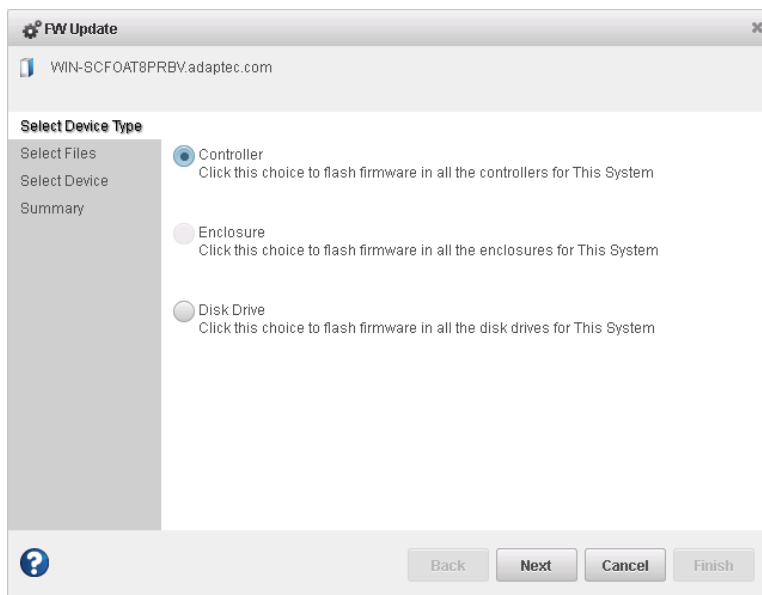 FW Update
WIN-SCFOAT8PRBV.adaptec.com
Select Device Type
Select Files
Select Device
Summary
Controller
Click this choice to flash firmware in all the controllers for This System
Enclosure
Click this choice to flash firmware in all the enclosures for This System
Disk Drive
Click this choice to flash firmware in all the disk drives for This System
?
Back
Next
Cancel
Finish